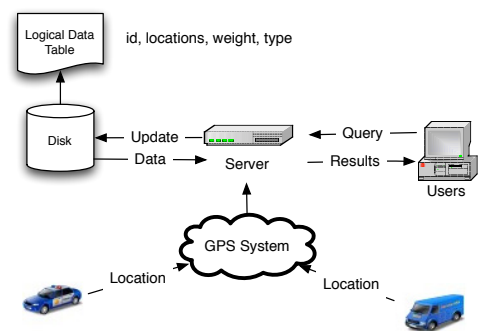 Logical Data
Table
id, locations, weight, type
Disk
Update
Data
Server
Query
Results
Users
GPS System
Location
Location